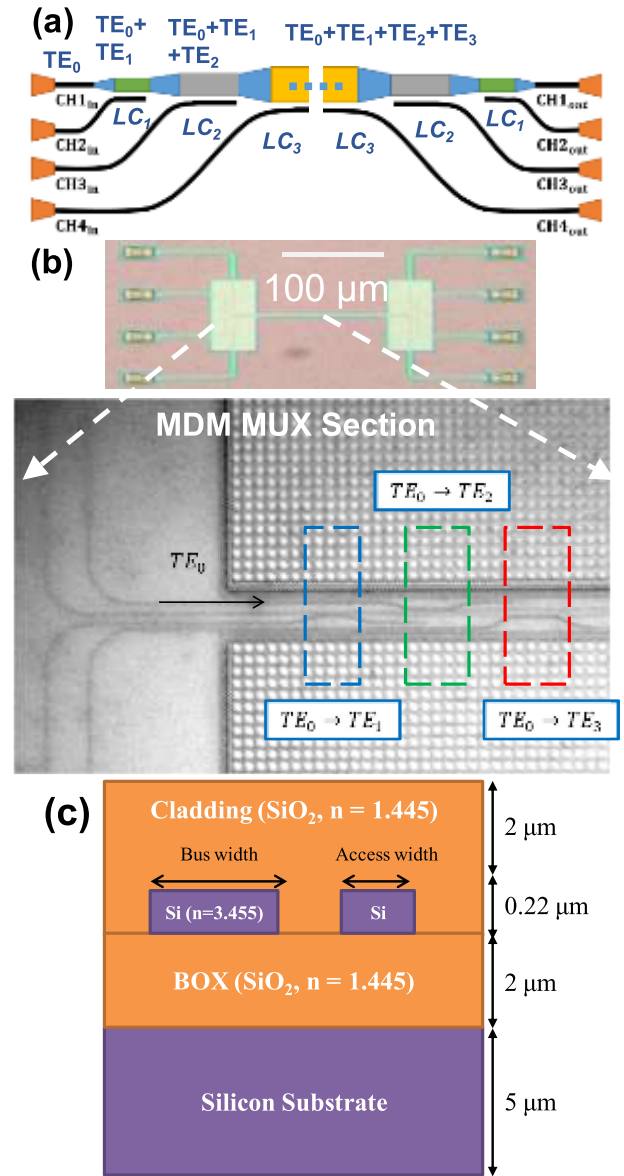 (a)
TE₀
TE₀+
TE₁
TE₀+TE₁
+TE₂
TE₀+TE₁+TE₂+TE₃
CH1in
CH2in
CH3in
CH4in
LC₁
LC₂
LC₃
LC₃
LC₂
LC₁
CH1out
CH2out
CH3out
CH4out
(b)
100 μm
MDM MUX Section
TE₀ → TE₂
TE₀
TE₀ → TE₁
TE₀ → TE₃
(c)
Cladding (SiO₂, n = 1.445)
2 μm
Bus width
Access width
Si (n=3.455)
Si
0.22 μm
BOX (SiO₂, n = 1.445)
2 μm
Silicon Substrate
5 μm